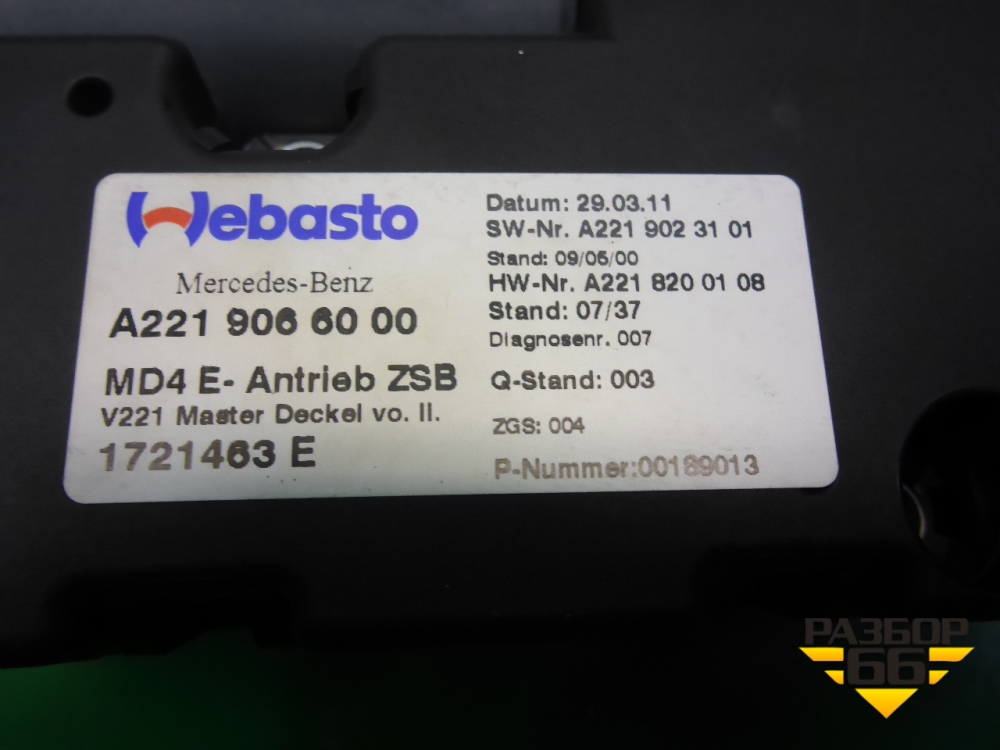 Webasto
Mercedes-Benz
A221 906 60 00
MD4 E- Antrieb ZSB
V221 Master Deckel vo. II.
1721463 E
Datum: 29.03.11
SW-Nr. A221 902 31 01
Stand: 09/05/00
HW-Nr. A221 820 01 08
Stand: 07/37
Diagnosenr. 007
Q-Stand: 003
ZGS: 004
P-Nummer:00189013
РАЗБОР
66